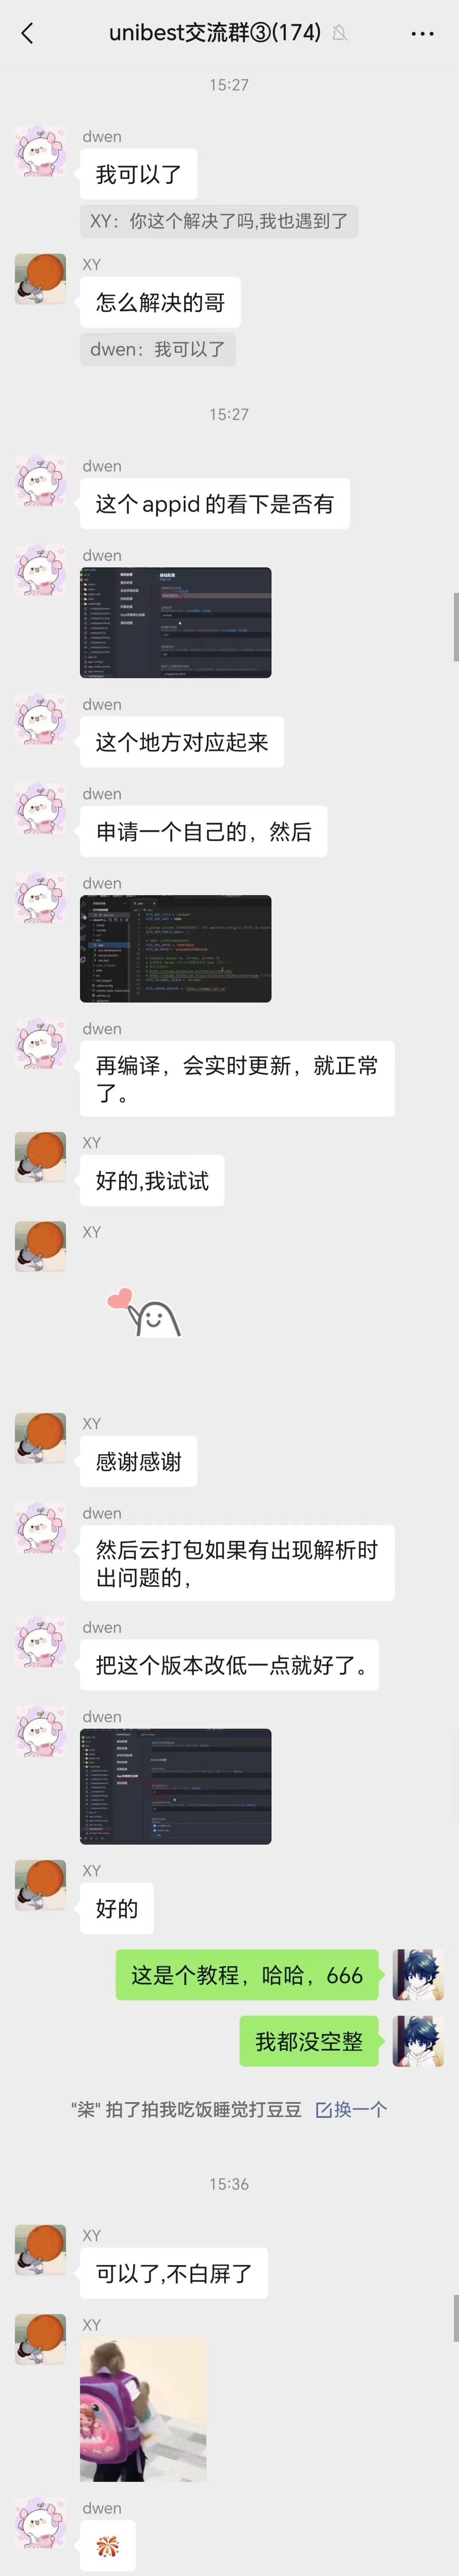 unibest交流群③(174)
15:27
dwen
我可以了
XY：你这个解决了吗,我也遇到了
XY
怎么解决的哥
dwen：我可以了
15:27
dwen
这个appid的看下是否有
dwen
dwen
这个地方对应起来
dwen
申请一个自己的，然后
dwen
dwen
再编译，会实时更新，就正常
了。
XY
好的,我试试
XY
XY
感谢感谢
dwen
然后云打包如果有出现解析时
出问题的，
dwen
把这个版本改低一点就好了。
dwen
XY
好的
这是个教程，哈哈，666
我都没空整
"柒" 拍了拍我吃饭睡觉打豆豆 换一个
15:36
XY
可以了,不白屏了
XY
dwen